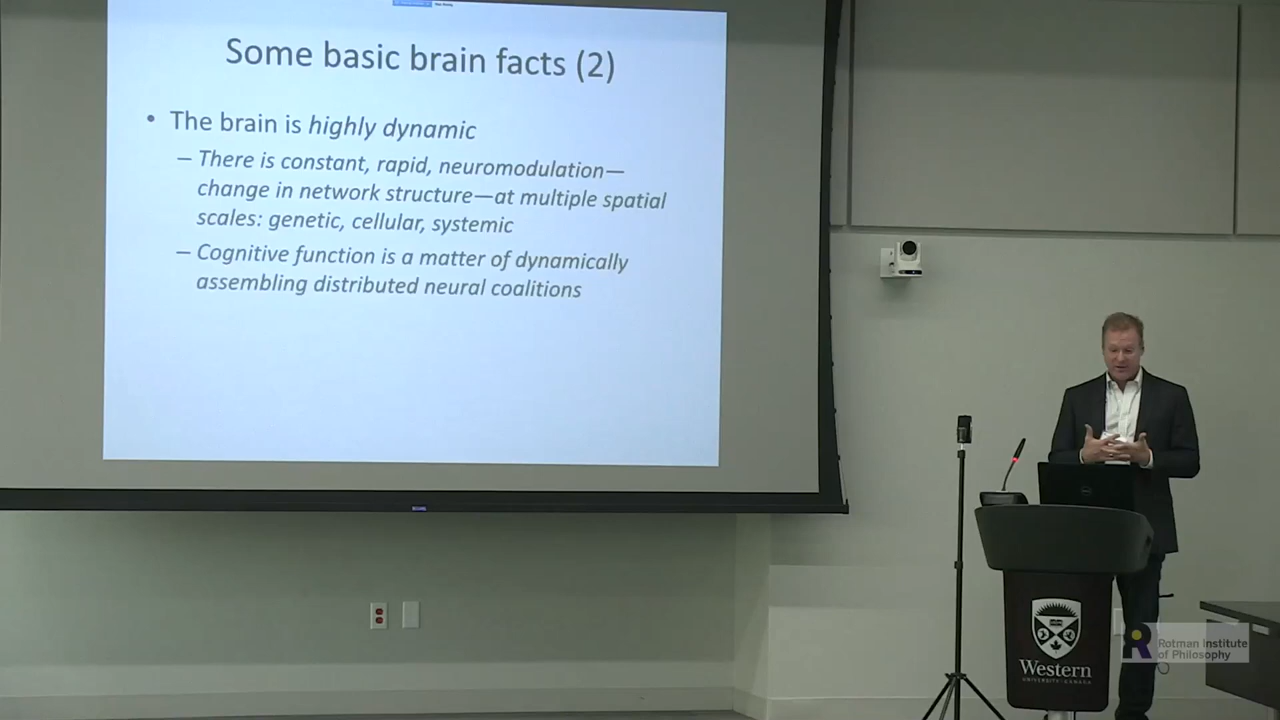 Some basic brain facts (2)
• The brain is highly dynamic
– There is constant, rapid, neuromodulation—
change in network structure—at multiple spatial
scales: genetic, cellular, systemic
– Cognitive function is a matter of dynamically
assembling distributed neural coalitions
Western
UNIVERSITY · CANADA
Rotman Institute
of Philosophy